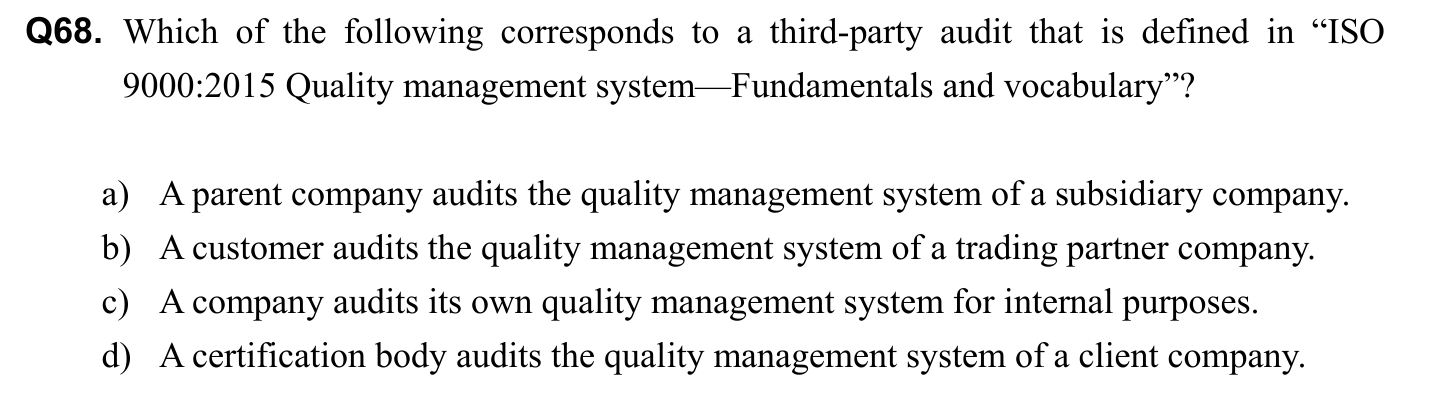 Q68. Which of the following corresponds to a third-party audit that is defined in “ISO
9000:2015 Quality management system—Fundamentals and vocabulary”?
a) A parent company audits the quality management system of a subsidiary company.
b) A customer audits the quality management system of a trading partner company.
c) A company audits its own quality management system for internal purposes.
d) A certification body audits the quality management system of a client company.